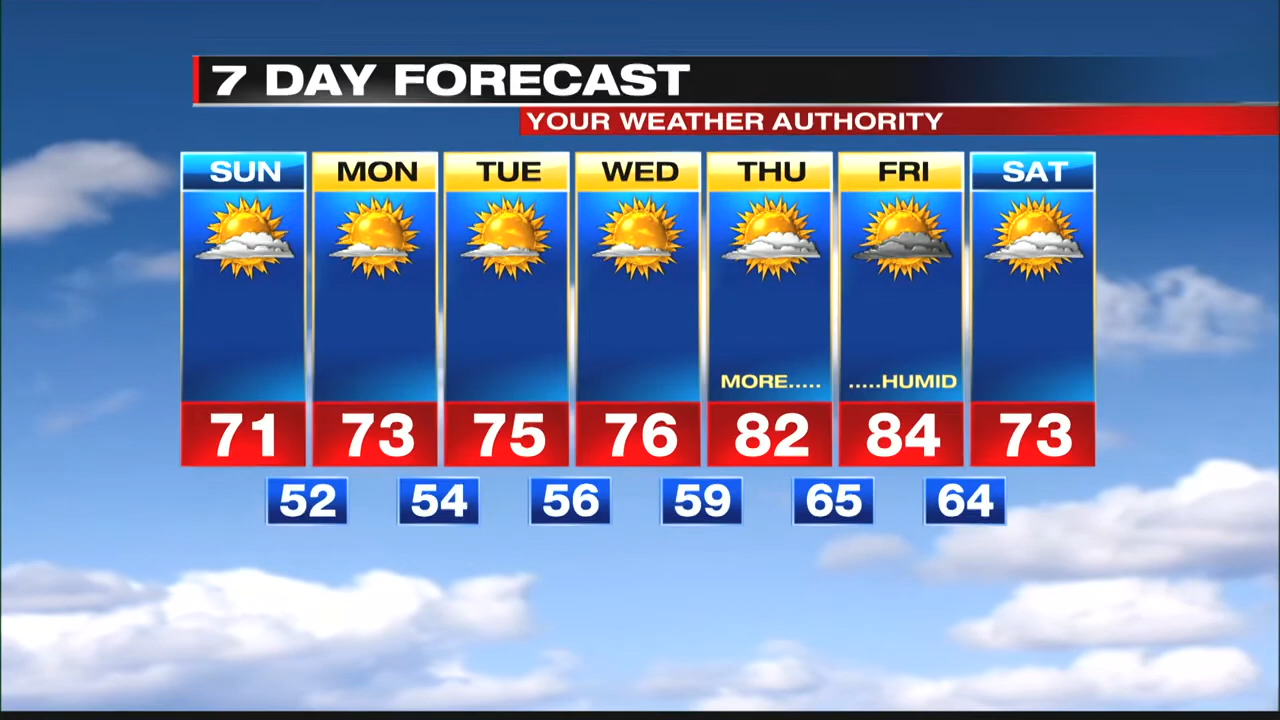 7 DAY FORECAST
YOUR WEATHER AUTHORITY
SUN MON TUE WED THU FRI SAT
MORE..... .....HUMID
71 73 75 76 82 84 73
52 54 56 59 65 64